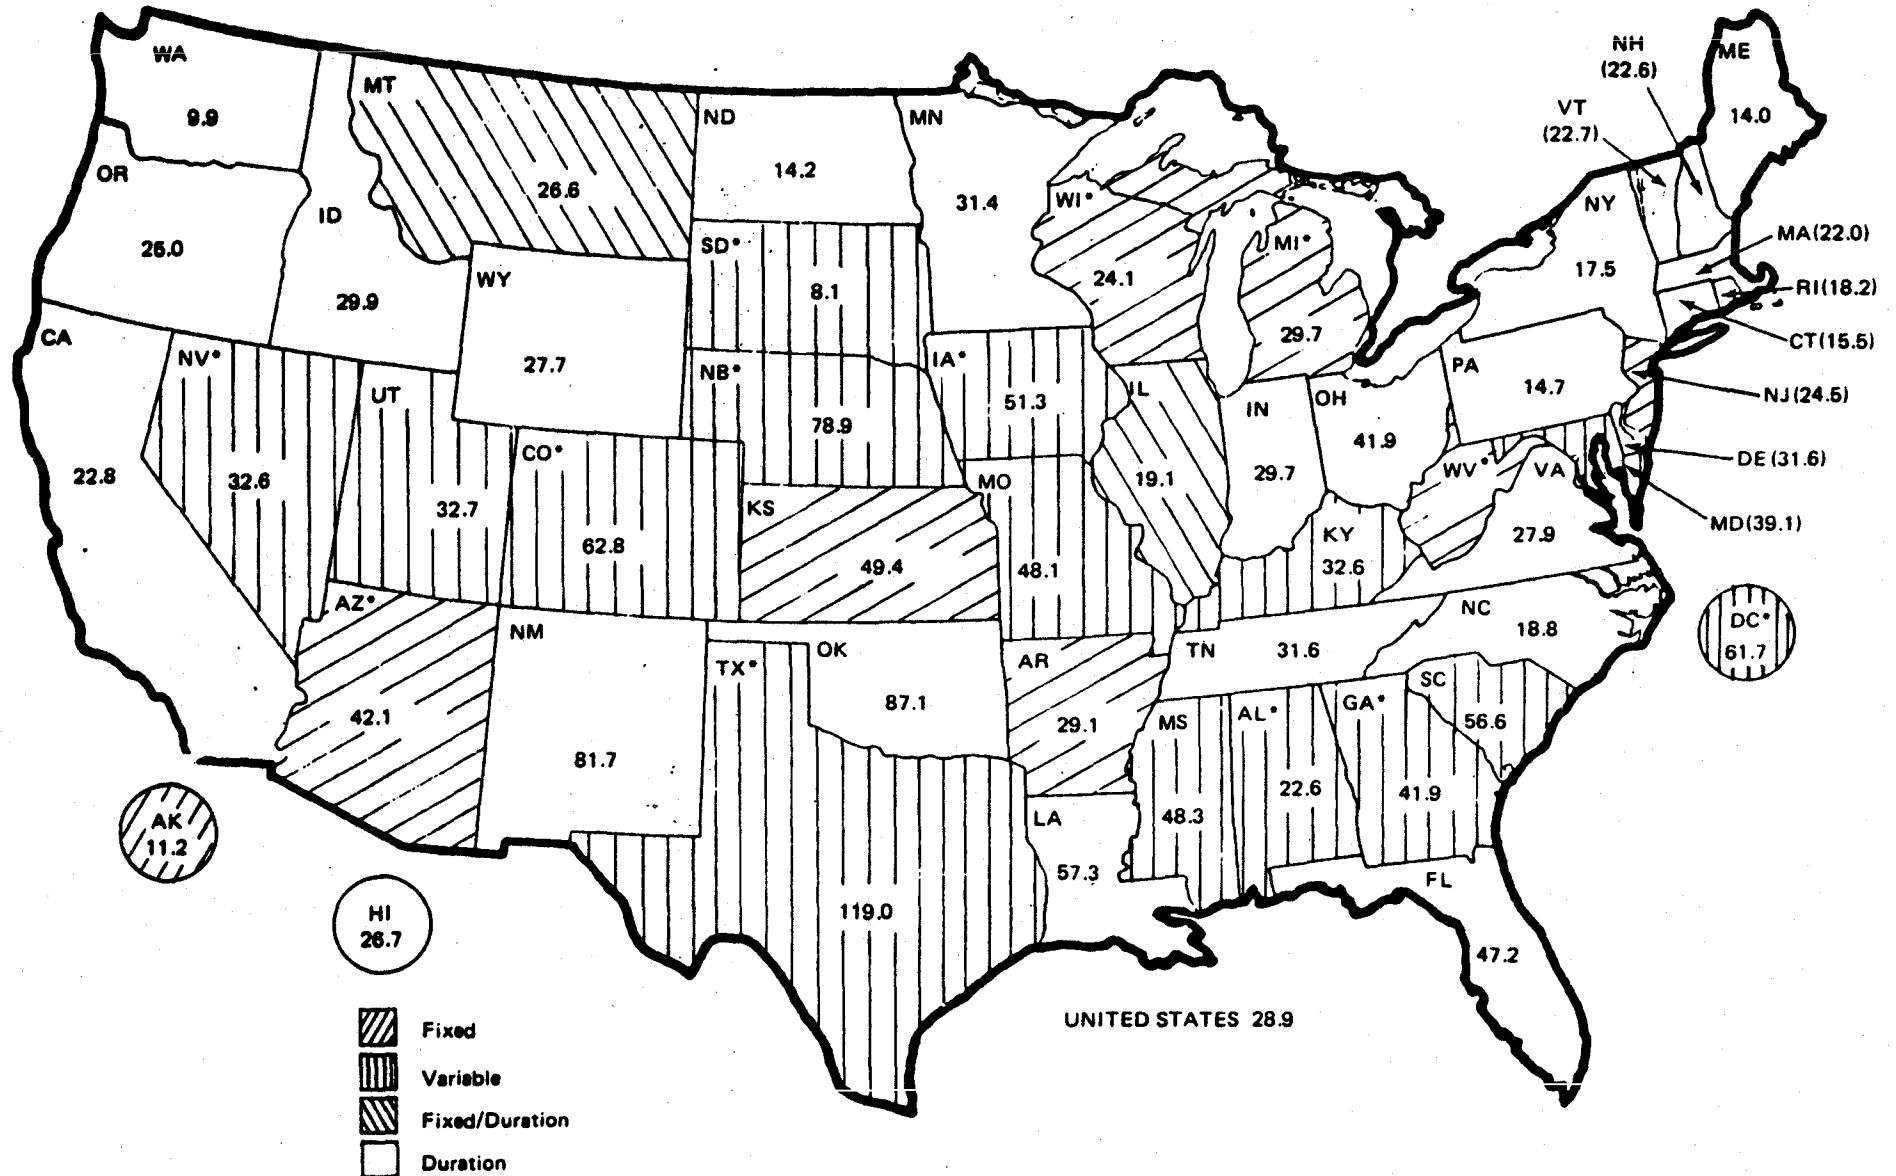 WA
9.9
OR
26.0
CA
22.8
ID
29.9
MT
26.6
NV*
32.6
UT
32.7
WY
27.7
CO*
62.8
AZ*
42.1
NM
81.7
ND
14.2
SD*
8.1
NB*
78.9
KS
49.4
OK
87.1
TX*
119.0
MN
31.4
IA*
51.3
MO
48.1
AR
29.1
LA
57.3
WI*
24.1
MI*
29.7
IL
19.1
IN
29.7
OH
41.9
KY
32.6
TN
31.6
MS
48.3
AL*
22.6
GA*
41.9
FL
47.2
SC
56.6
NC
18.8
VA
27.9
WV*
PA
14.7
NY
17.5
VT
(22.7)
NH
(22.6)
ME
14.0
MA(22.0)
RI(18.2)
CT(15.5)
NJ(24.5)
DE(31.6)
MD(39.1)
DC*
61.7
AK
11.2
HI
26.7
UNITED STATES 28.9
Fixed
Variable
Fixed/Duration
Duration